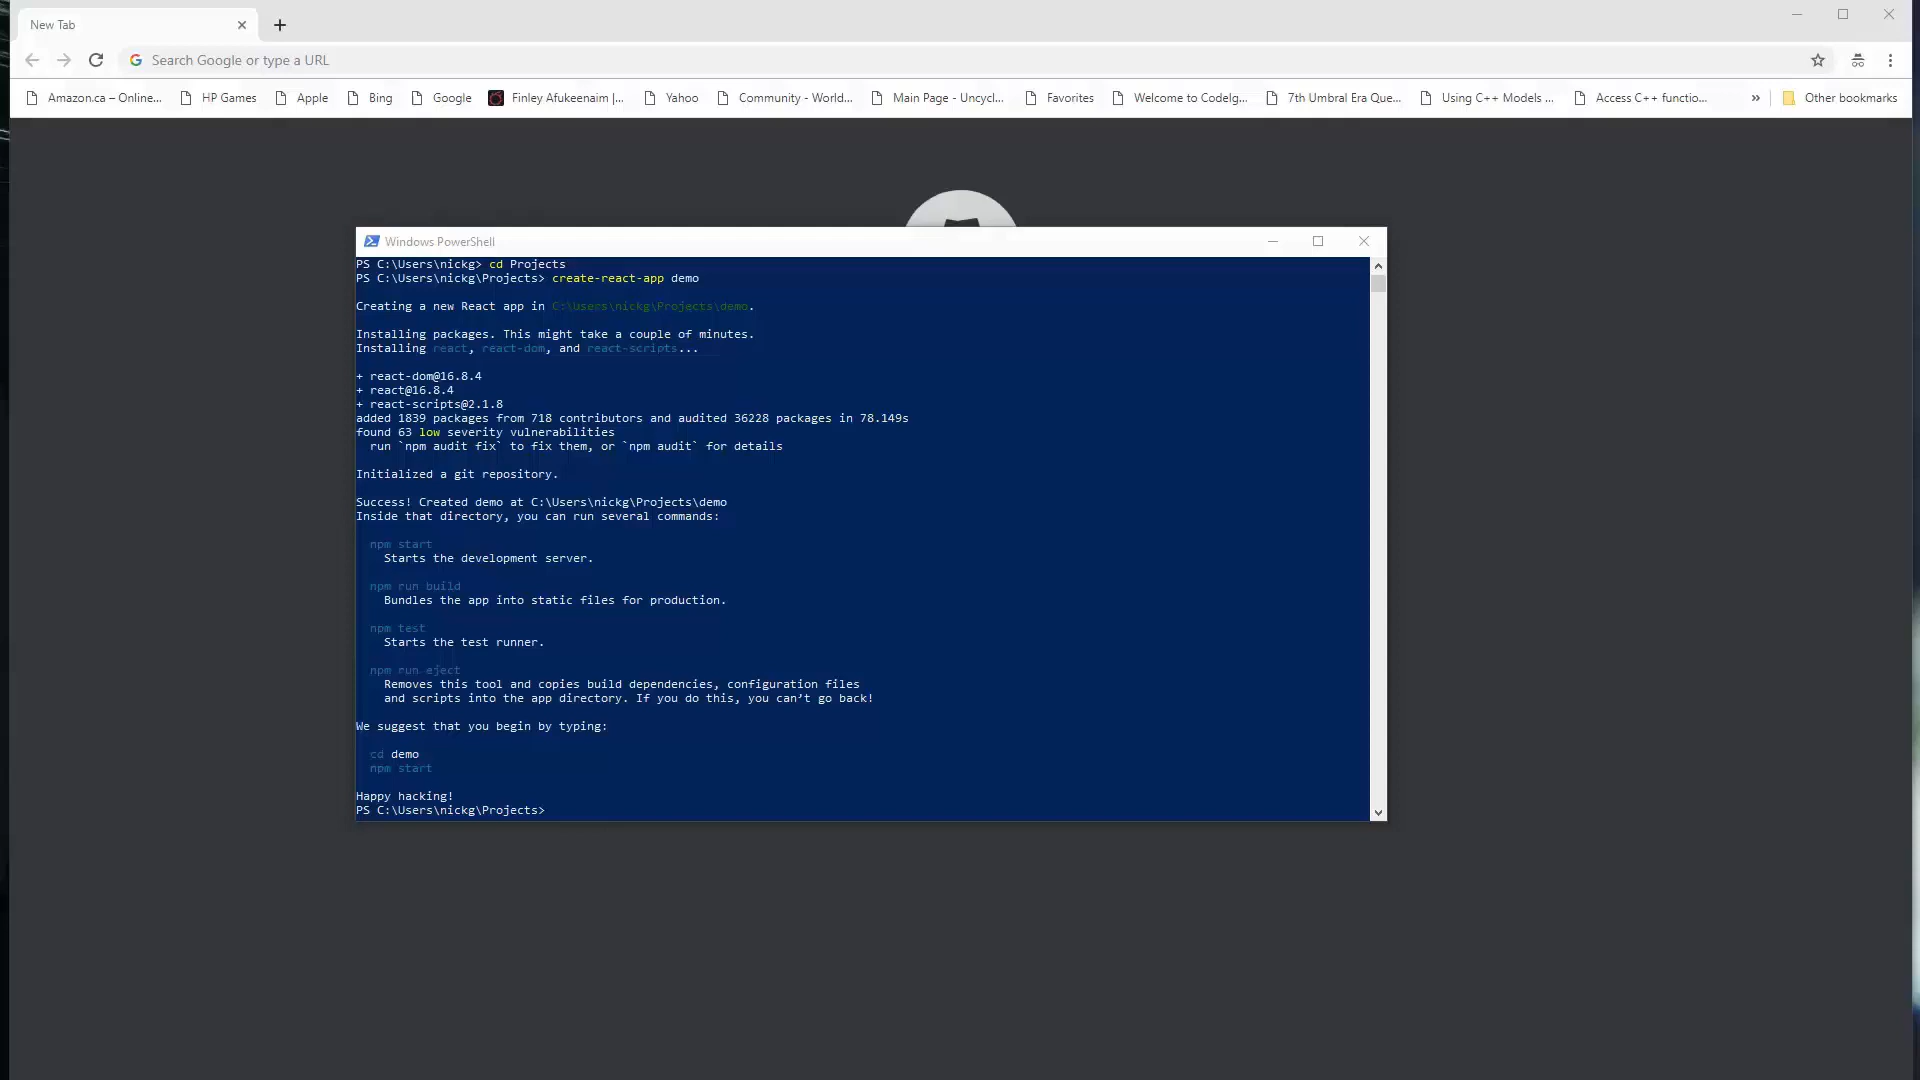 New Tab
Search Google or type a URL
Amazon.ca – Online... HP Games Apple Bing Google Finley Afukeenaim |... Yahoo Community - World... Main Page - Uncycl... Favorites Welcome to Codelg... 7th Umbral Era Que... Using C++ Models ... Access C++ functio... » Other bookmarks
Windows PowerShell
PS C:\Users\nickg> cd Projects
PS C:\Users\nickg\Projects> create-react-app demo
Creating a new React app in C:\Users\nickg\Projects\demo.
Installing packages. This might take a couple of minutes.
Installing react, react-dom, and react-scripts...
+ react-dom@16.8.4
+ react@16.8.4
+ react-scripts@2.1.8
added 1839 packages from 718 contributors and audited 36228 packages in 78.149s
found 63 low severity vulnerabilities
run `npm audit fix` to fix them, or `npm audit` for details
Initialized a git repository.
Success! Created demo at C:\Users\nickg\Projects\demo
Inside that directory, you can run several commands:
npm start
Starts the development server.
npm run build
Bundles the app into static files for production.
npm test
Starts the test runner.
npm run eject
Removes this tool and copies build dependencies, configuration files
and scripts into the app directory. If you do this, you can’t go back!
We suggest that you begin by typing:
cd demo
npm start
Happy hacking!
PS C:\Users\nickg\Projects>